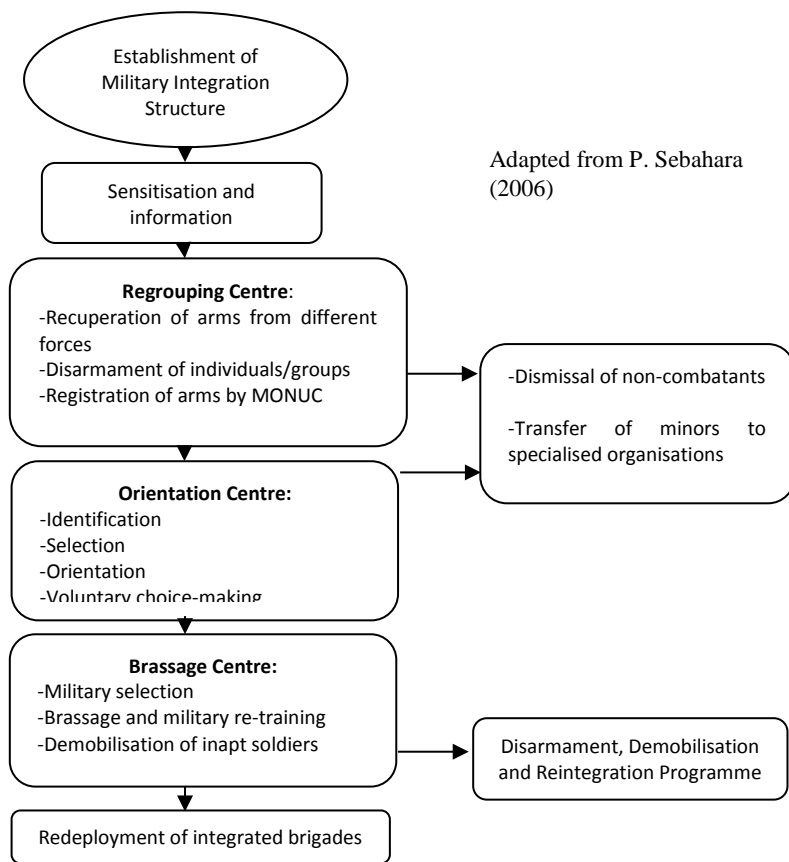 Establishment of
Military Integration
Structure
Adapted from P. Sebahara
(2006)
Sensitisation and
information
Regrouping Centre:
-Recuperation of arms from different
forces
-Disarmament of individuals/groups
-Registration of arms by MONUC
-Dismissal of non-combatants
-Transfer of minors to
specialised organisations
Orientation Centre:
-Identification
-Selection
-Orientation
-Voluntary choice-making
Brassage Centre:
-Military selection
-Brassage and military re-training
-Demobilisation of inapt soldiers
Disarmament, Demobilisation
and Reintegration Programme
Redeployment of integrated brigades